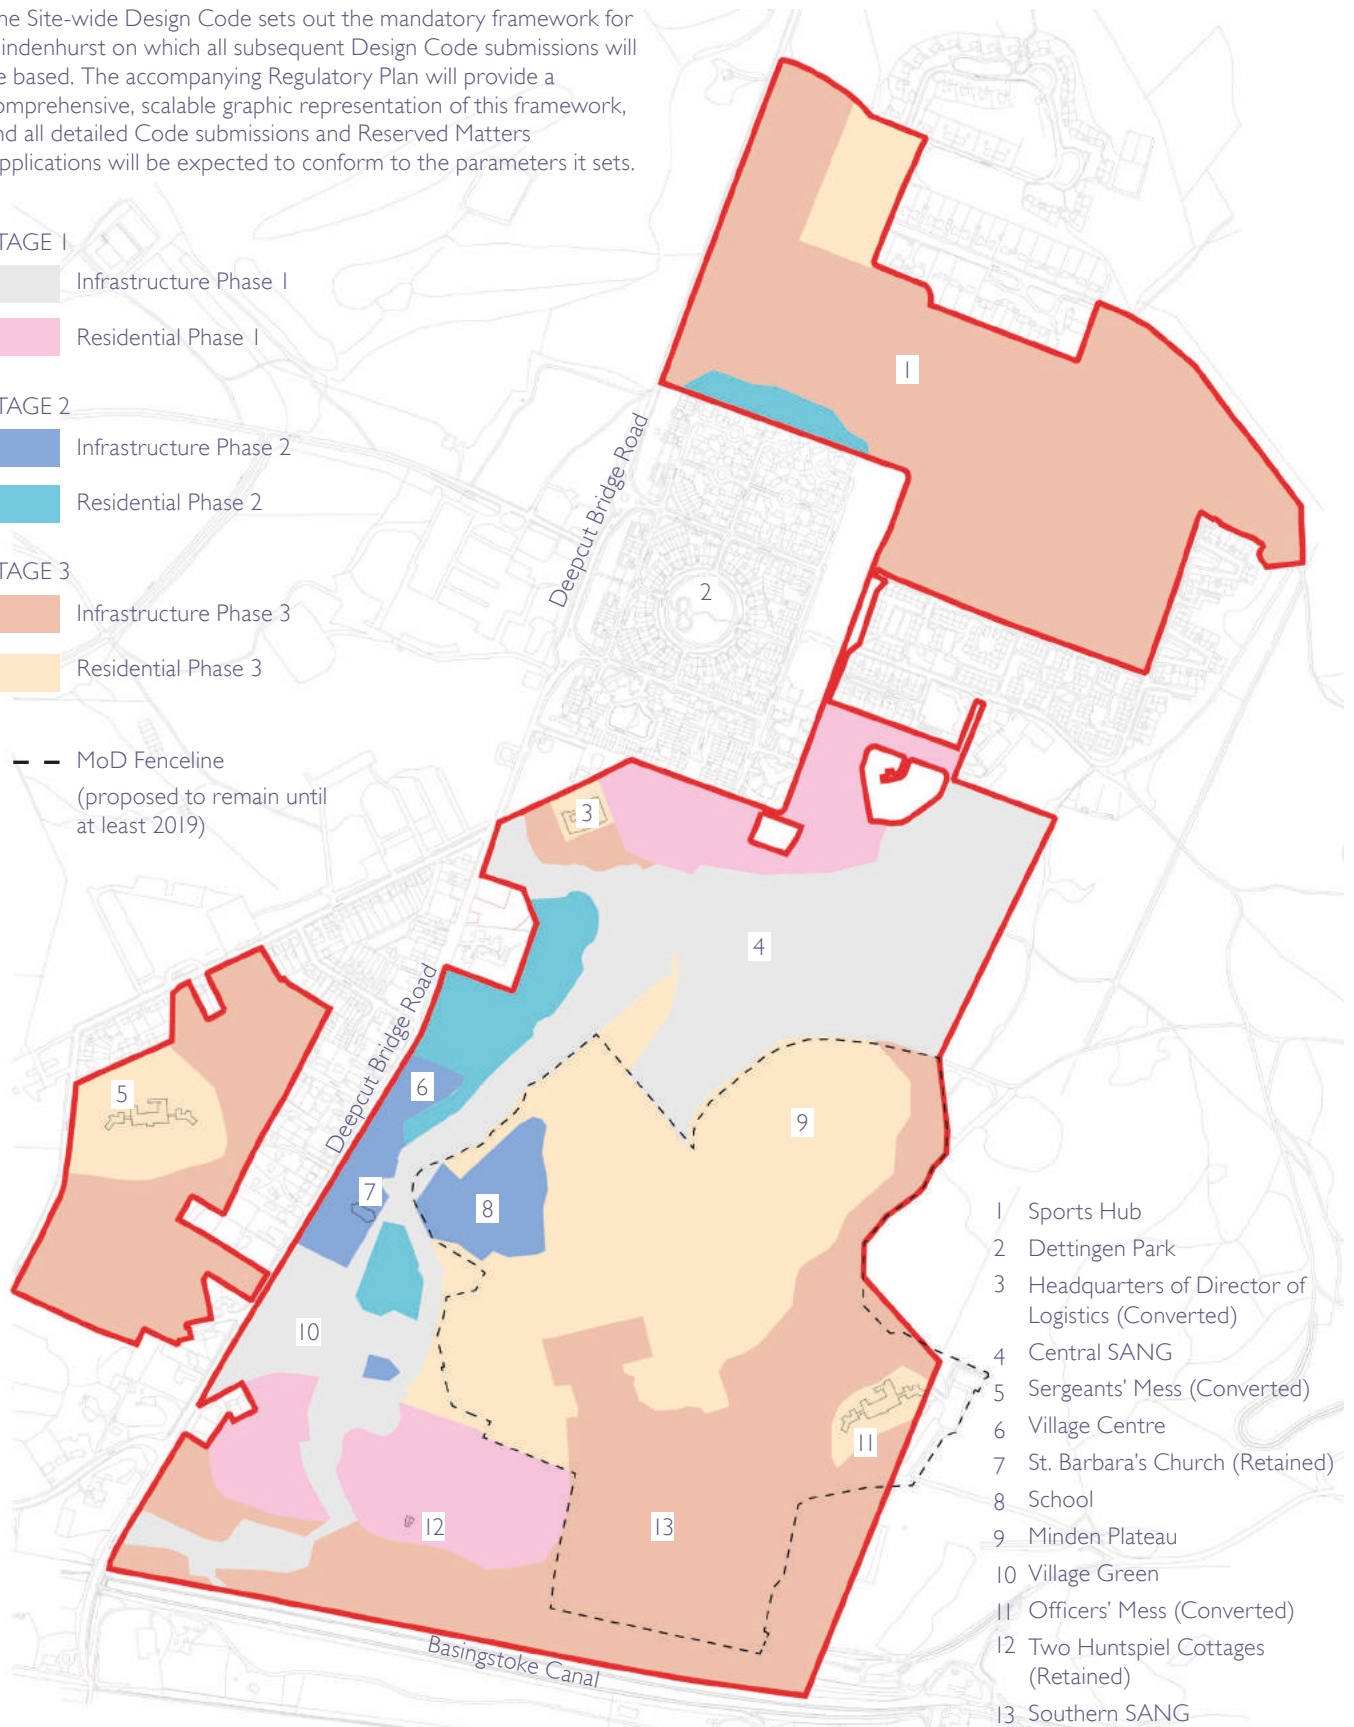 he Site-wide Design Code sets out the mandatory framework for
indenhurst on which all subsequent Design Code submissions will
e based. The accompanying Regulatory Plan will provide a
omprehensive, scalable graphic representation of this framework,
nd all detailed Code submissions and Reserved Matters
pplications will be expected to conform to the parameters it sets.
TAGE 1
Infrastructure Phase 1
Residential Phase 1
TAGE 2
Infrastructure Phase 2
Residential Phase 2
TAGE 3
Infrastructure Phase 3
Residential Phase 3
MoD Fenceline
(proposed to remain until
at least 2019)
1
Deepcut Bridge Road
2
3
4
Deepcut Bridge Road
5
6
7
8
9
10
11
12
13
Basingstoke Canal
1 Sports Hub
2 Dettingen Park
3 Headquarters of Director of
Logistics (Converted)
4 Central SANG
5 Sergeants' Mess (Converted)
6 Village Centre
7 St. Barbara's Church (Retained)
8 School
9 Minden Plateau
10 Village Green
11 Officers' Mess (Converted)
12 Two Huntspiel Cottages
(Retained)
13 Southern SANG